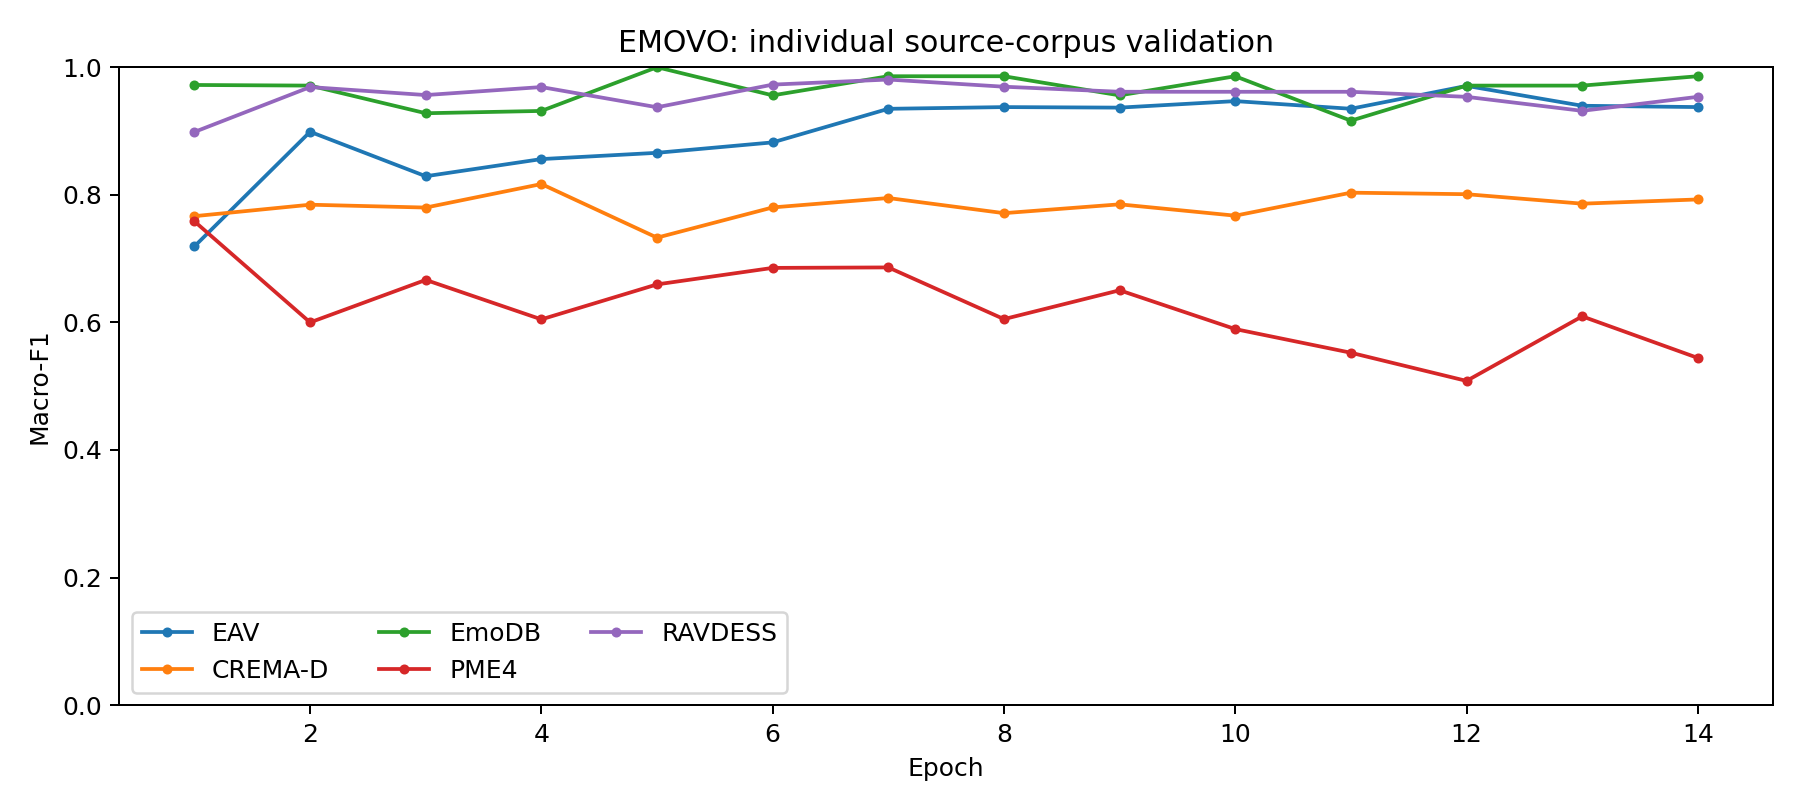 EMOVO: individual source-corpus validation
1.0
0.8
0.6
0.4
0.2
0.0
Macro-F1
EAV EmoDB RAVDESS
CREMA-D PME4
2 4 6 8 10 12 14
Epoch